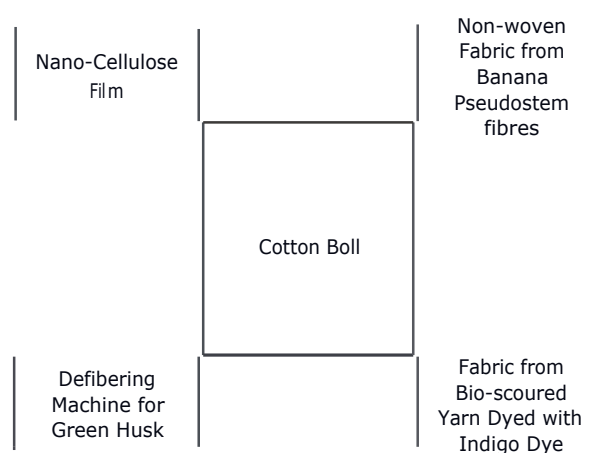 Nano-Cellulose
Film
Non-woven
Fabric from
Banana
Pseudostem
fibres
Cotton Boll
Defibering
Machine for
Green Husk
Fabric from
Bio-scoured
Yarn Dyed with
Indigo Dye